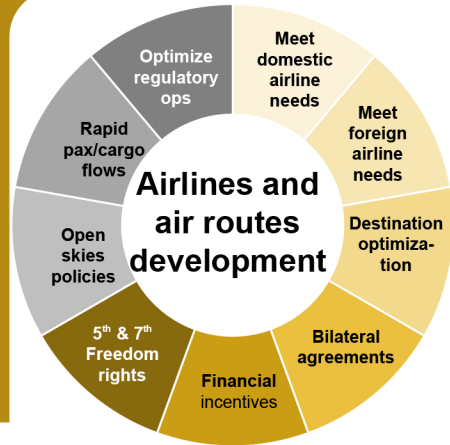 Airlines and
air routes
development
Meet
domestic
airline
needs
Meet
foreign
airline
needs
Destination
optimiza-
tion
Bilateral
agreements
Financial
incentives
5th & 7th
Freedom
rights
Open
skies
policies
Rapid
pax/cargo
flows
Optimize
regulatory
ops